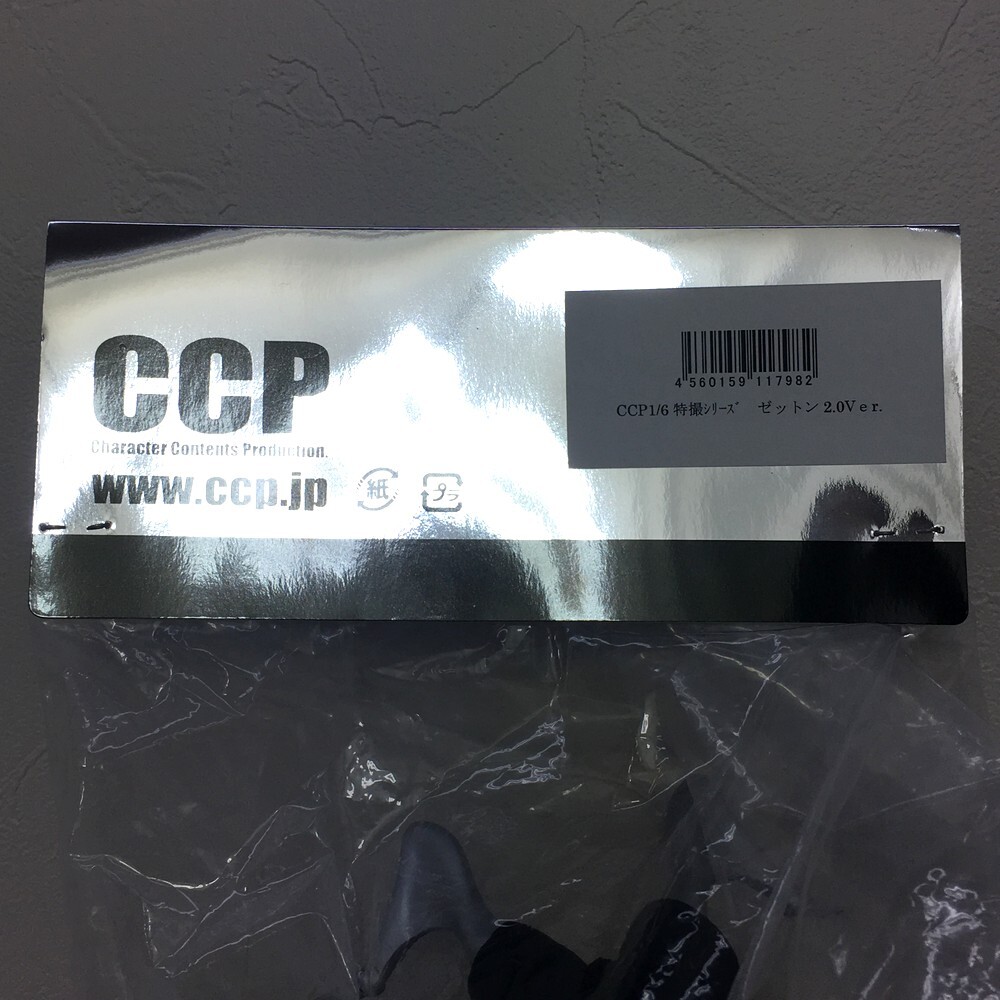 CCP
Character Contents Production.
www.ccp.jp
紙
プラ
4 560159 117982
CCP1/6 特撮ｼﾘｰｽﾞ ゼットン 2.0Ver.